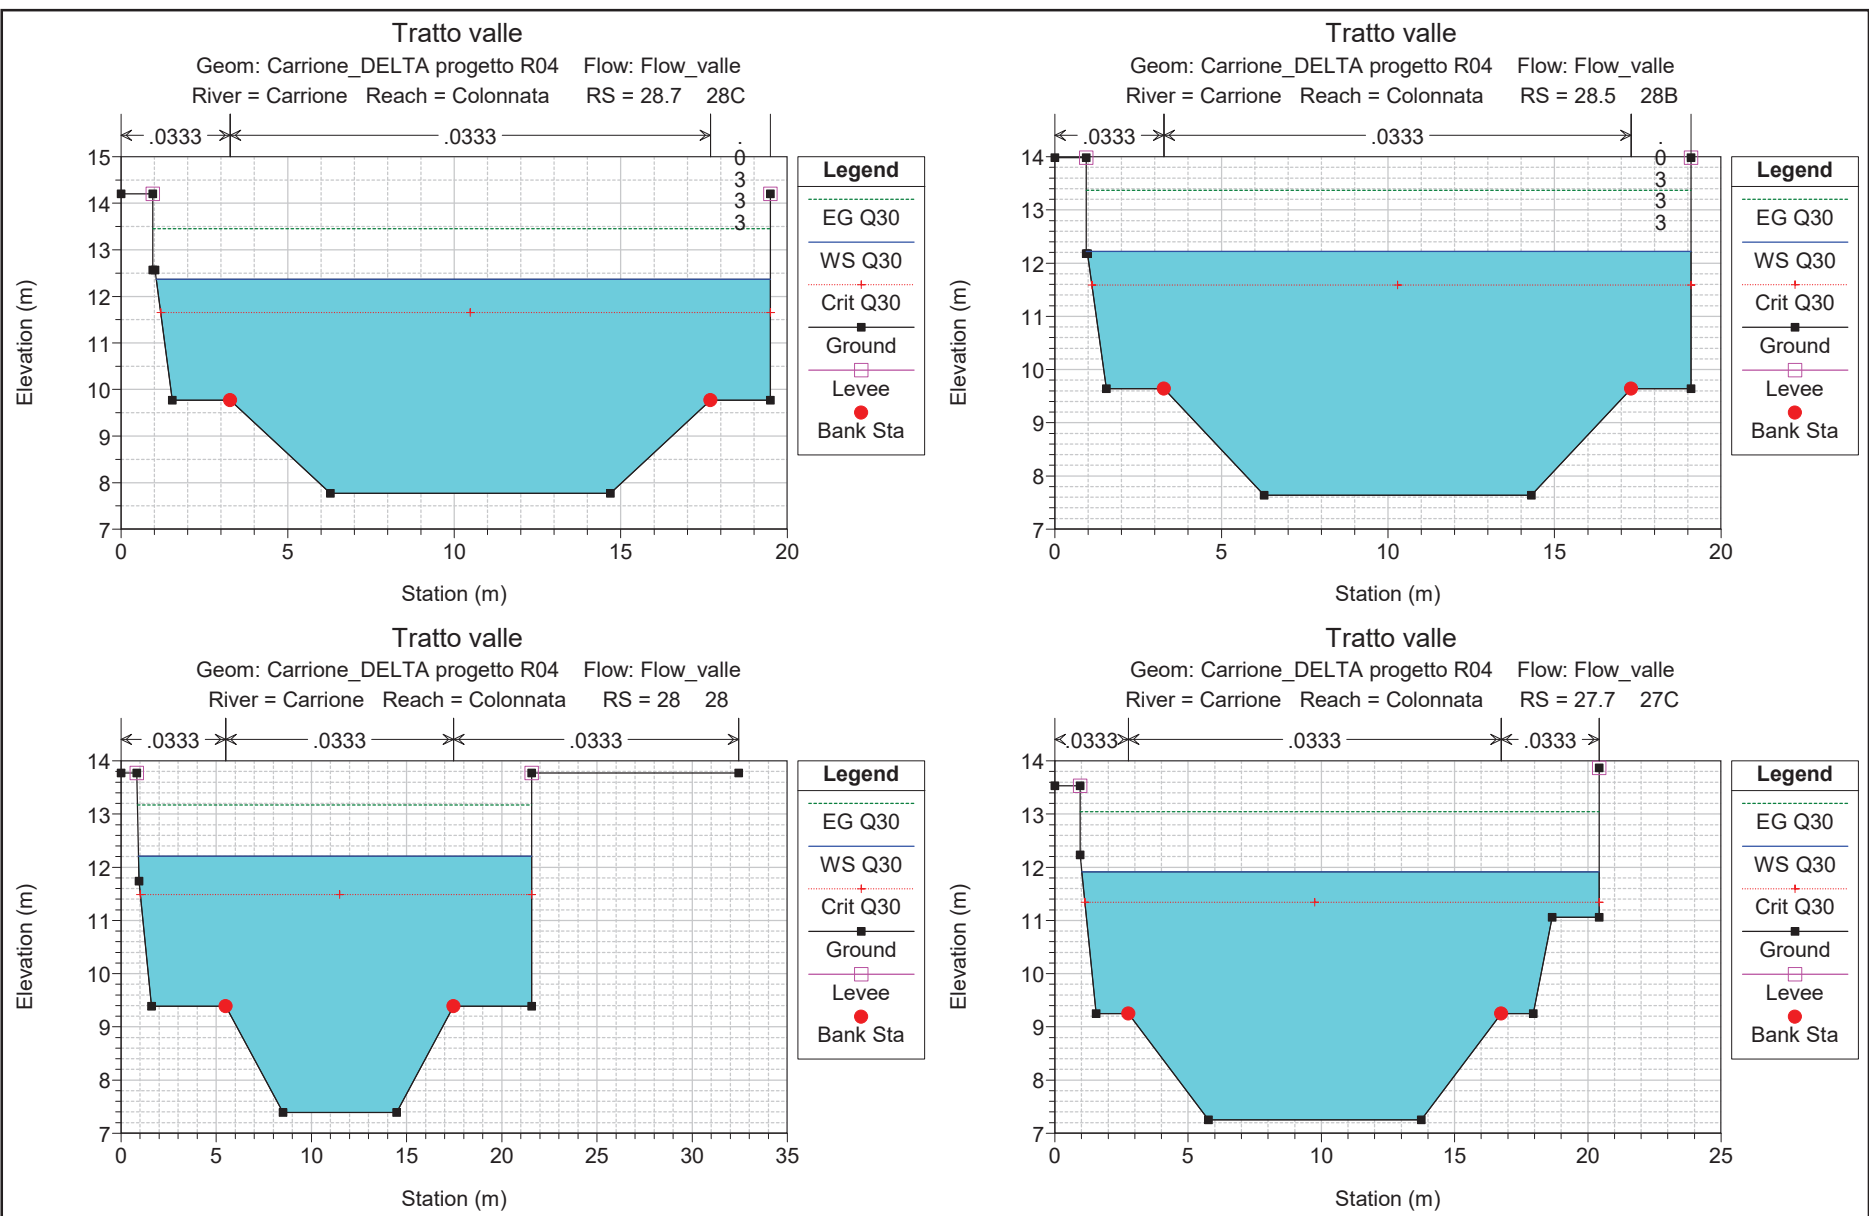 Tratto valle
Geom: Carrione_DELTA progetto R04 Flow: Flow_valle
River = Carrione Reach = Colonnata RS = 28.7 28C
.0333 .0333 .0333
15
14
13
12
11
10
9
8
7
Elevation (m)
0 5 10 15 20
Station (m)
Legend
EG Q30
WS Q30
Crit Q30
Ground
Levee
Bank Sta
Tratto valle
Geom: Carrione_DELTA progetto R04 Flow: Flow_valle
River = Carrione Reach = Colonnata RS = 28.5 28B
.0333 .0333 .0333
14
13
12
11
10
9
8
7
Elevation (m)
0 5 10 15 20
Station (m)
Legend
EG Q30
WS Q30
Crit Q30
Ground
Levee
Bank Sta
Tratto valle
Geom: Carrione_DELTA progetto R04 Flow: Flow_valle
River = Carrione Reach = Colonnata RS = 28 28
.0333 .0333 .0333
14
13
12
11
10
9
8
7
Elevation (m)
0 5 10 15 20 25 30 35
Station (m)
Legend
EG Q30
WS Q30
Crit Q30
Ground
Levee
Bank Sta
Tratto valle
Geom: Carrione_DELTA progetto R04 Flow: Flow_valle
River = Carrione Reach = Colonnata RS = 27.7 27C
.0333 .0333 .0333
14
13
12
11
10
9
8
7
Elevation (m)
0 5 10 15 20 25
Station (m)
Legend
EG Q30
WS Q30
Crit Q30
Ground
Levee
Bank Sta